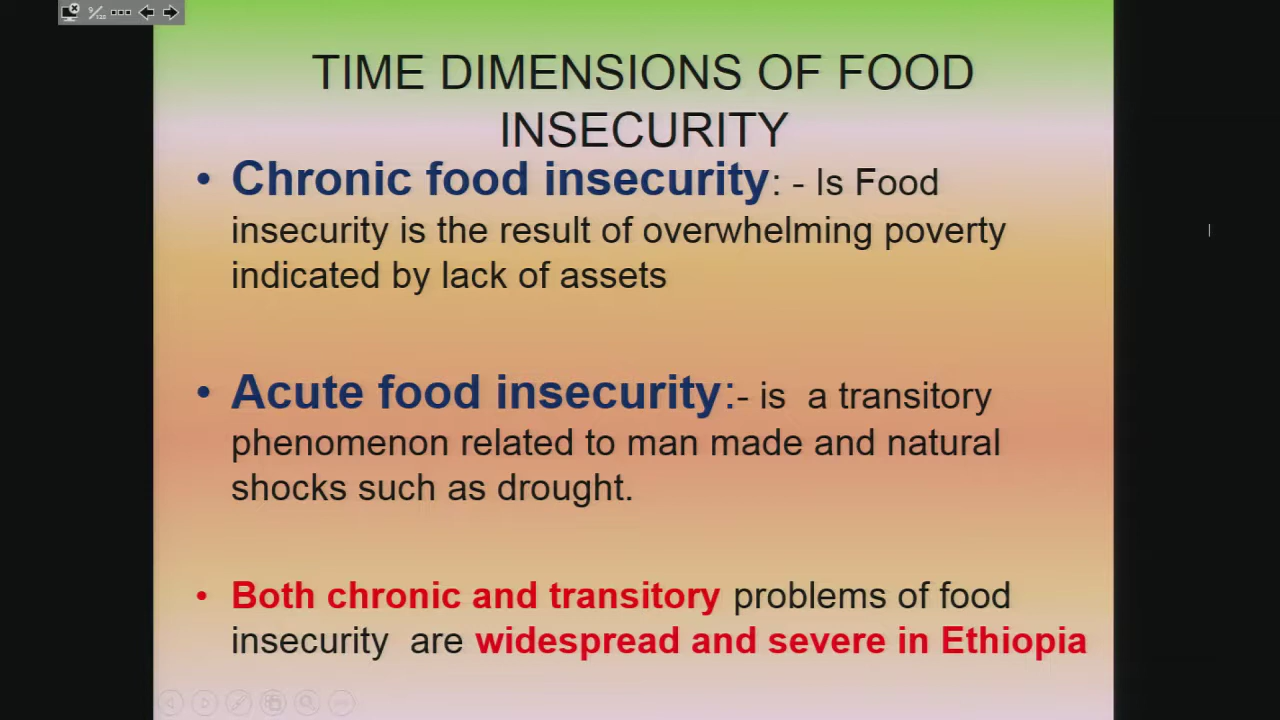 9/120
TIME DIMENSIONS OF FOOD
INSECURITY
• Chronic food insecurity: - Is Food
insecurity is the result of overwhelming poverty
indicated by lack of assets
• Acute food insecurity:- is a transitory
phenomenon related to man made and natural
shocks such as drought.
• Both chronic and transitory problems of food
insecurity are widespread and severe in Ethiopia